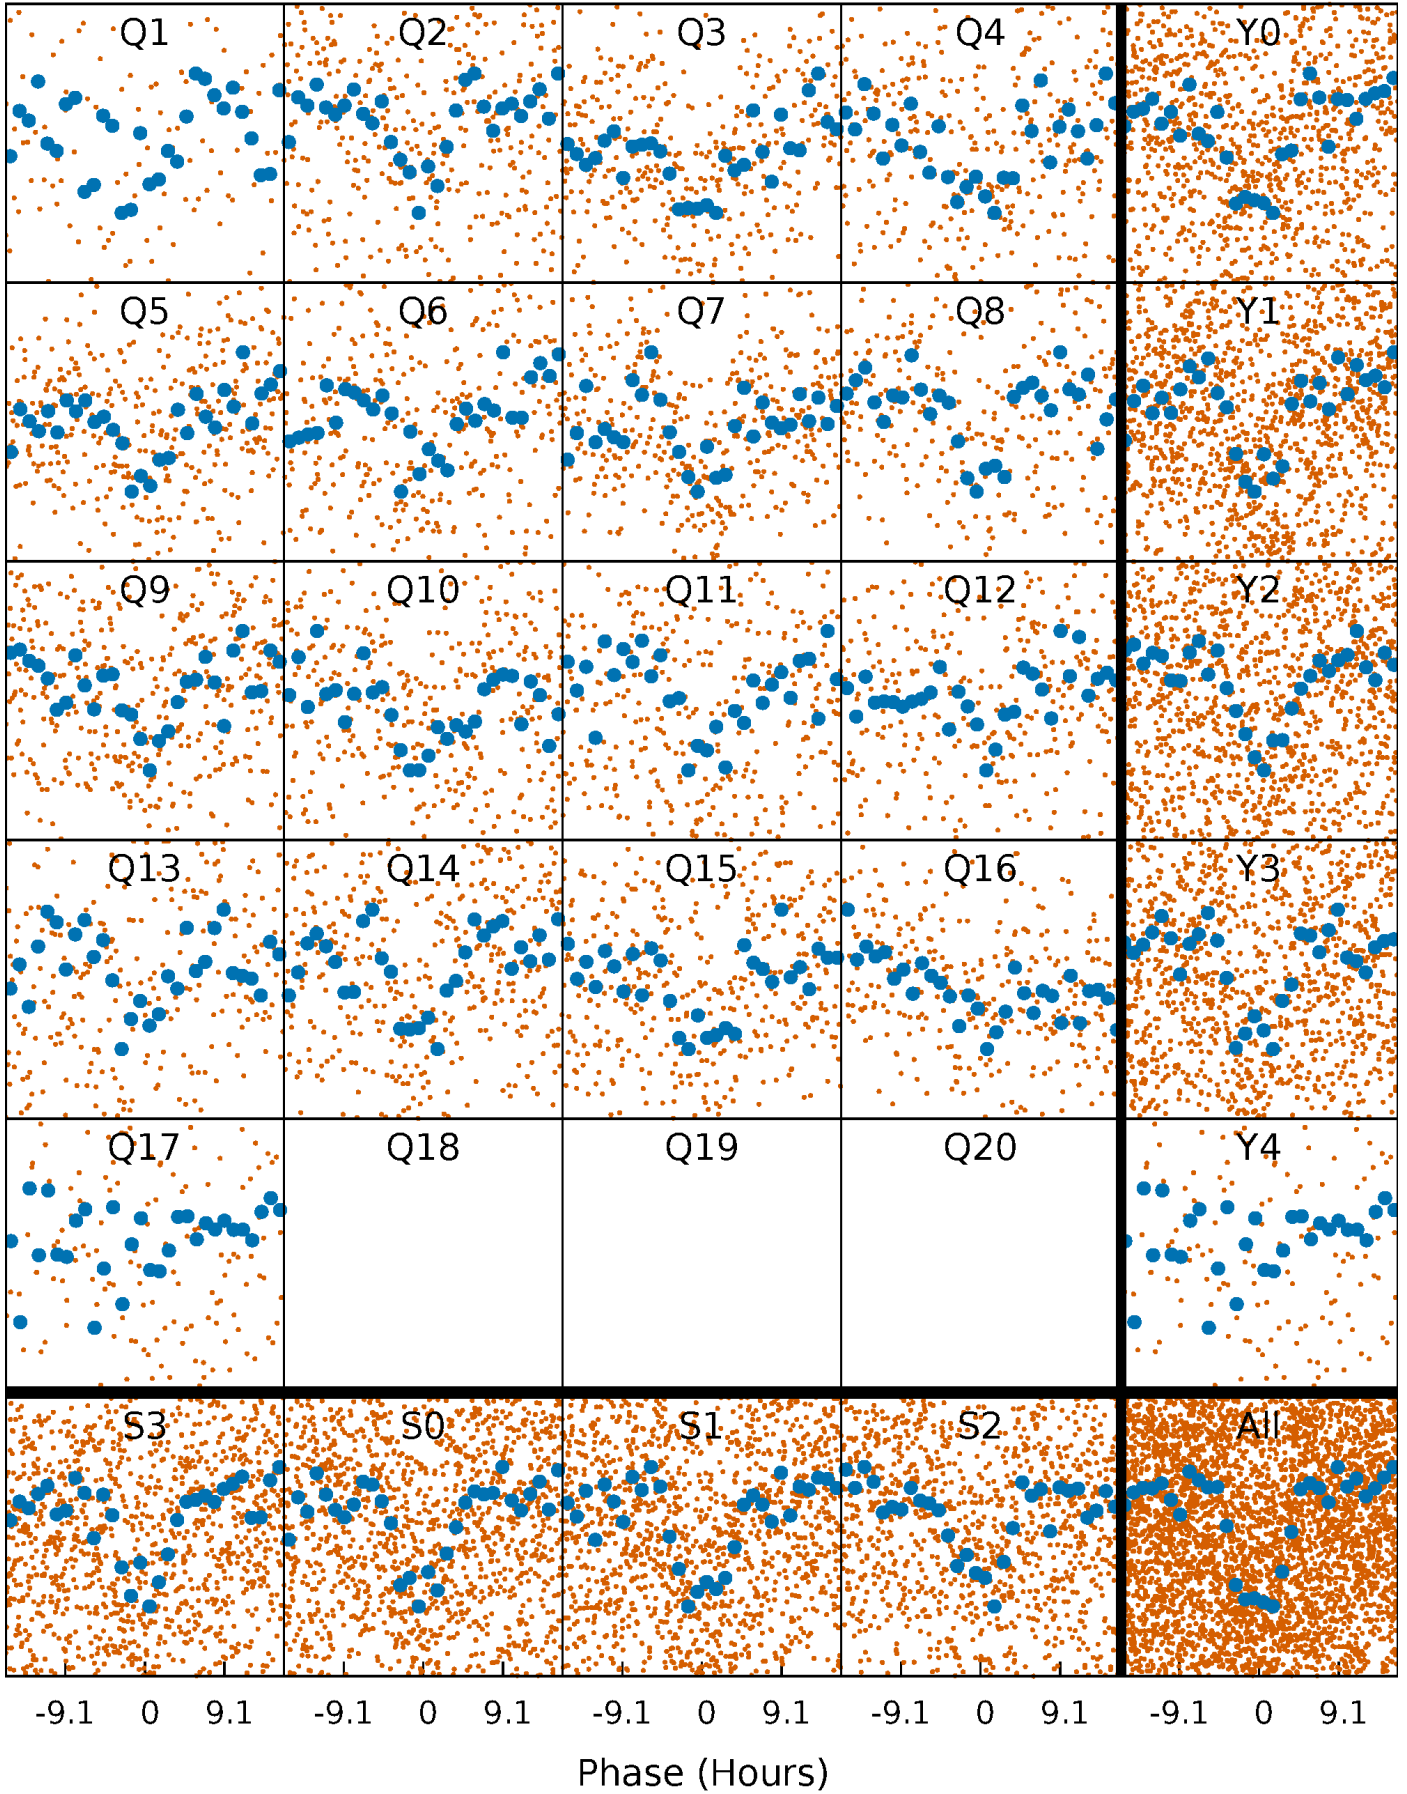 Q1 Q2 Q3 Q4 Y0
Q5 Q6 Q7 Q8 Y1
Q9 Q10 Q11 Q12 Y2
Q13 Q14 Q15 Q16 Y3
Q17 Q18 Q19 Q20 Y4
S3 S0 S1 S2 All
-9.1 0 9.1 -9.1 0 9.1 -9.1 0 9.1 -9.1 0 9.1 -9.1 0 9.1
Phase (Hours)